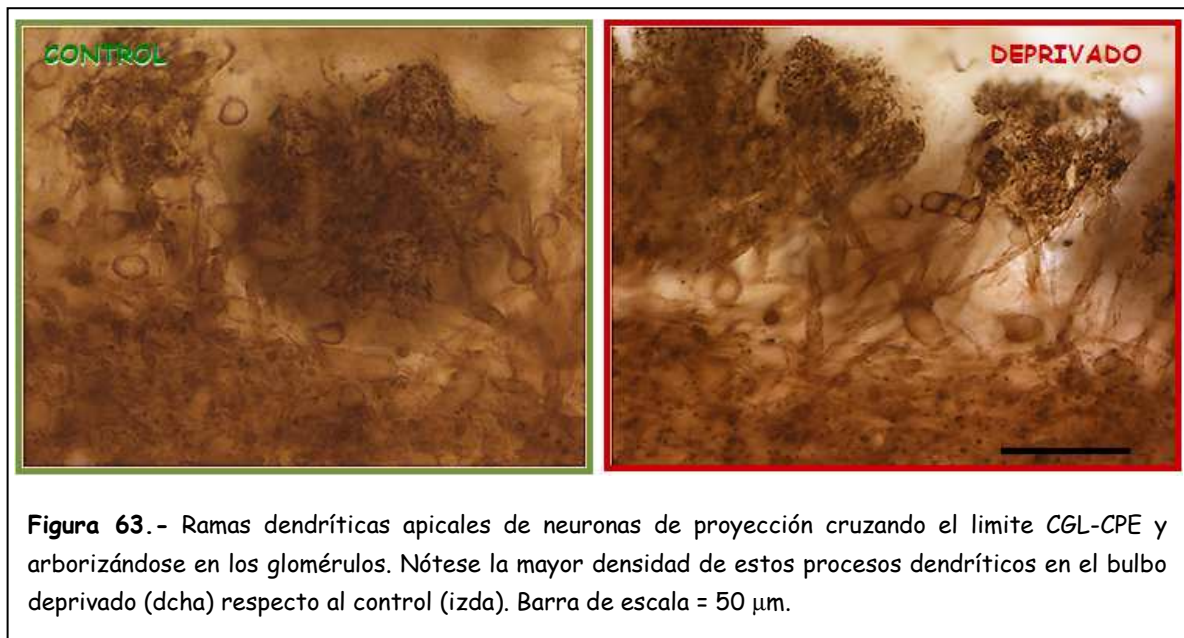 CONTROL
DEPRIVADO
Figura 63.- Ramas dendríticas apicales de neuronas de proyección cruzando el limite CGL-CPE y
arborizándose en los glomérulos. Nótese la mayor densidad de estos procesos dendríticos en el bulbo
deprivado (dcha) respecto al control (izda). Barra de escala = 50 μm.